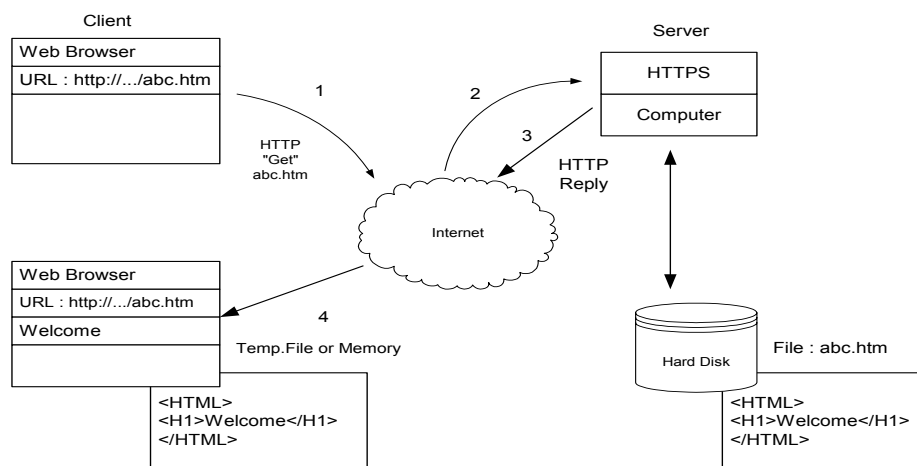 Client
Web Browser
URL : http://.../abc.htm
1
HTTP
"Get"
abc.htm
2
Server
HTTPS
Computer
3
HTTP
Reply
Internet
Web Browser
URL : http://.../abc.htm
Welcome
4
Temp.File or Memory
<HTML>
<H1>Welcome</H1>
</HTML>
Hard Disk
File : abc.htm
<HTML>
<H1>Welcome</H1>
</HTML>